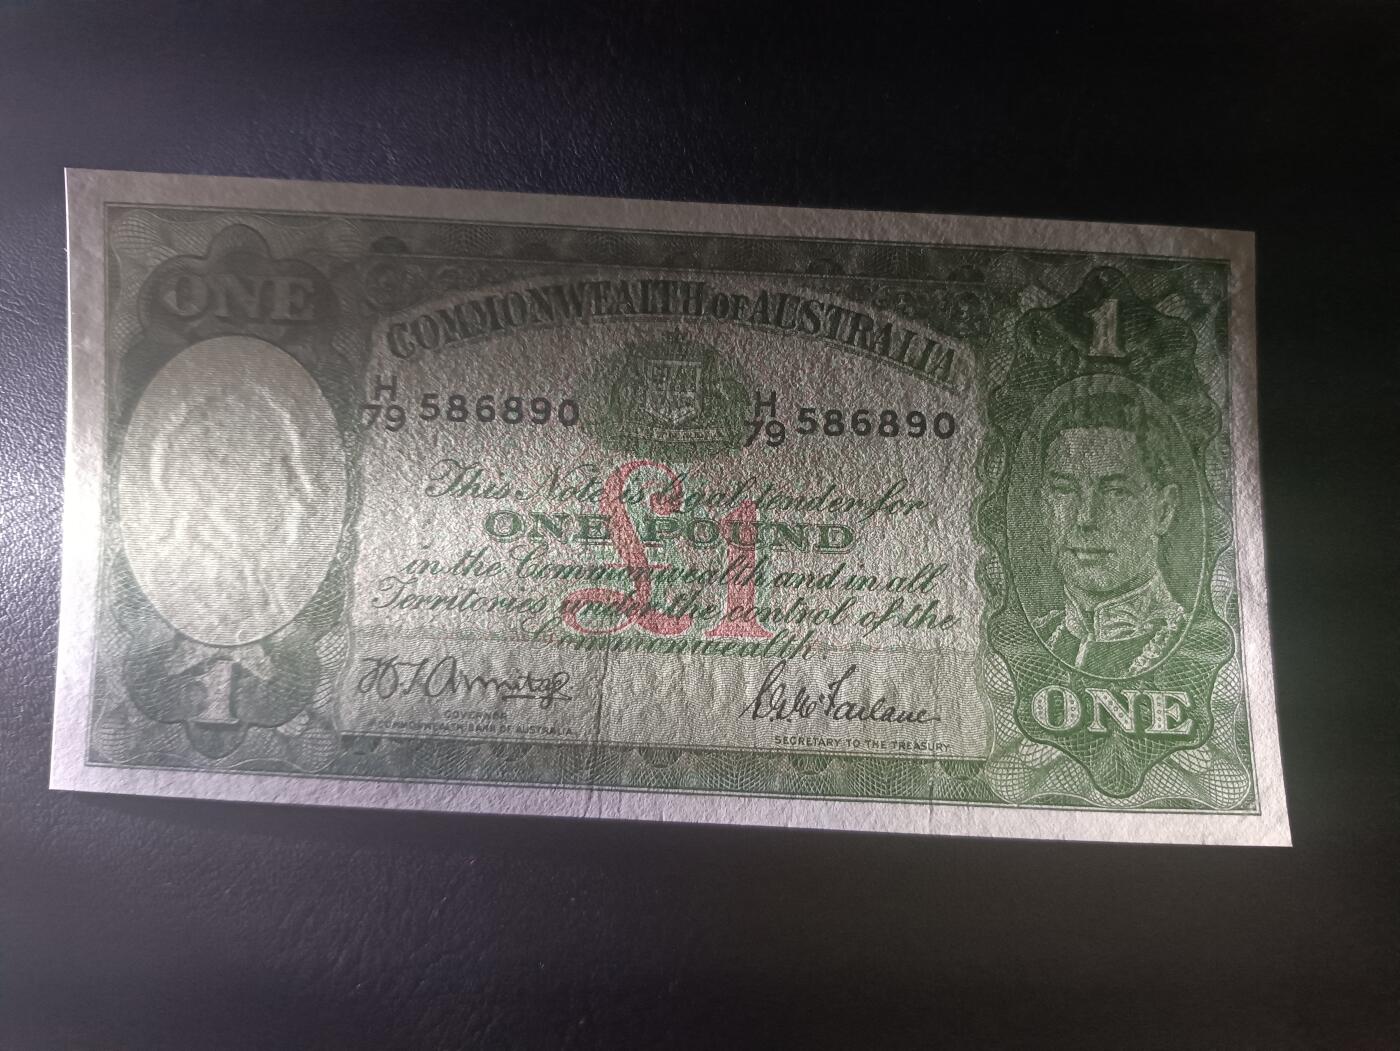 ONE
1
COMMONWEALTH OF AUSTRALIA
H/79 586890 H/79 586890
£1
This Note is legal tender for
ONE POUND
in the Commonwealth and in all
Territories under the control of the
Commonwealth.
H T Armitage
GOVERNOR
COMMONWEALTH BANK OF AUSTRALIA.
McFarlane
SECRETARY TO THE TREASURY.
1
ONE